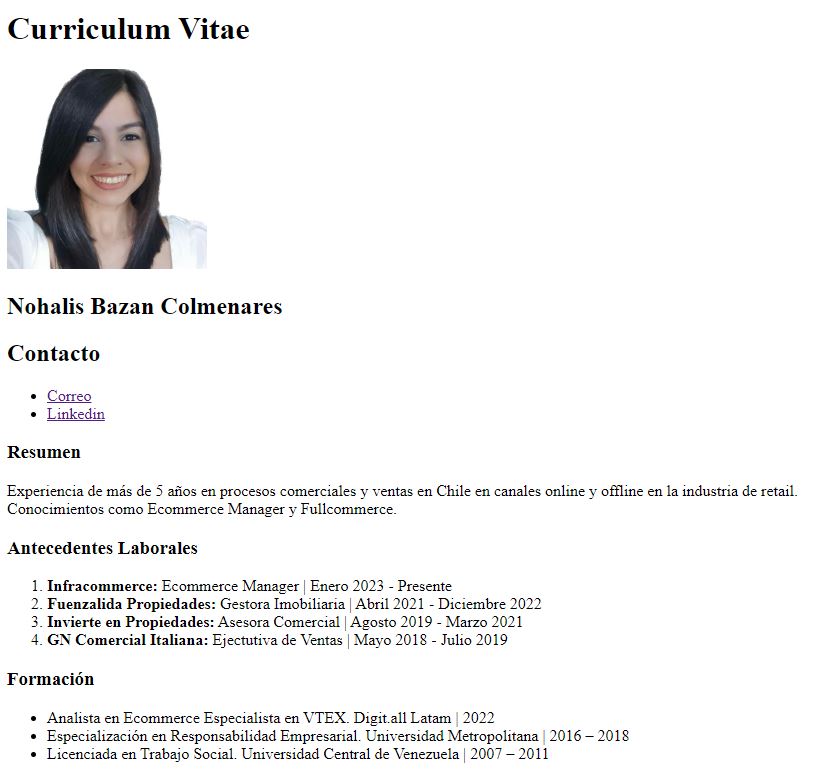 Curriculum Vitae
Nohalis Bazan Colmenares
Contacto
• Correo
• Linkedin
Resumen
Experiencia de más de 5 años en procesos comerciales y ventas en Chile en canales online y offline en la industria de retail.
Conocimientos como Ecommerce Manager y Fullcommerce.
Antecedentes Laborales
1. Infracommerce: Ecommerce Manager | Enero 2023 - Presente
2. Fuenzalida Propiedades: Gestora Imobiliaria | Abril 2021 - Diciembre 2022
3. Invierte en Propiedades: Asesora Comercial | Agosto 2019 - Marzo 2021
4. GN Comercial Italiana: Ejectutiva de Ventas | Mayo 2018 - Julio 2019
Formación
• Analista en Ecommerce Especialista en VTEX. Digit.all Latam | 2022
• Especialización en Responsabilidad Empresarial. Universidad Metropolitana | 2016 – 2018
• Licenciada en Trabajo Social. Universidad Central de Venezuela | 2007 – 2011